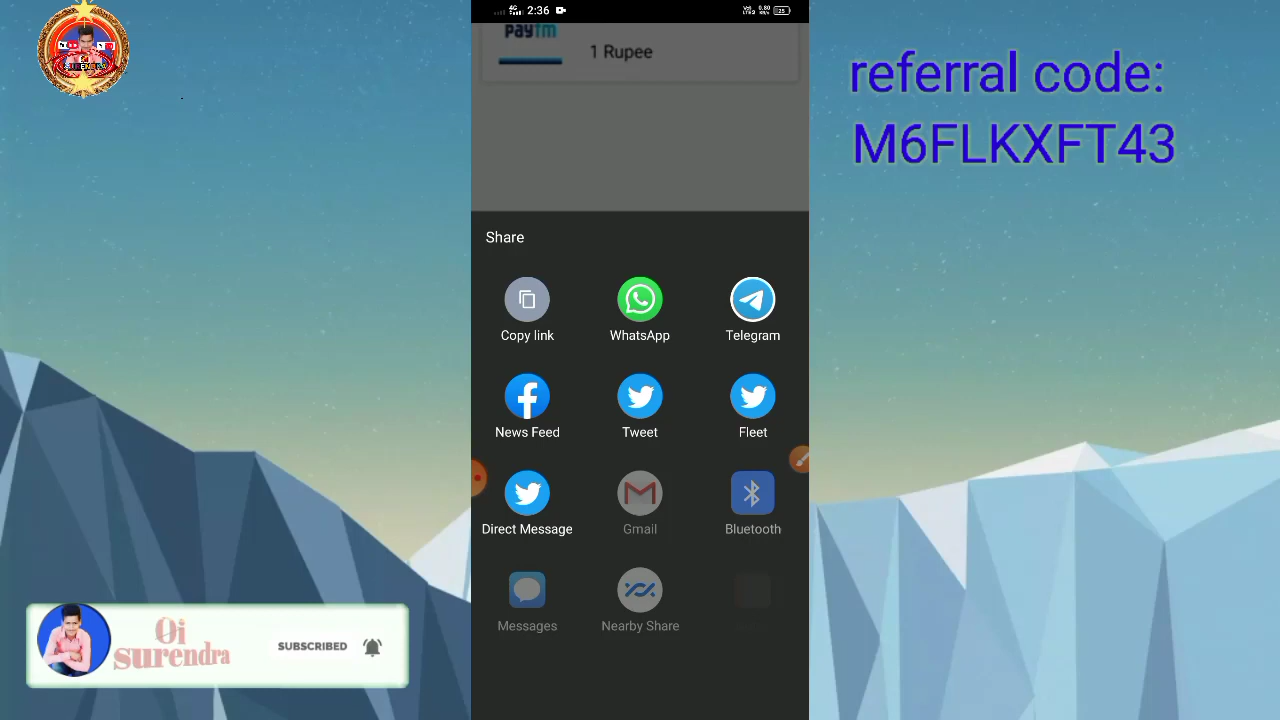 2:36
25
paytm
1 Rupee
referral code:
M6FLKXFT43
Share
Copy link
WhatsApp
Telegram
News Feed
Tweet
Fleet
Direct Message
Gmail
Bluetooth
Messages
Nearby Share
Oi
surendra
SUBSCRIBED